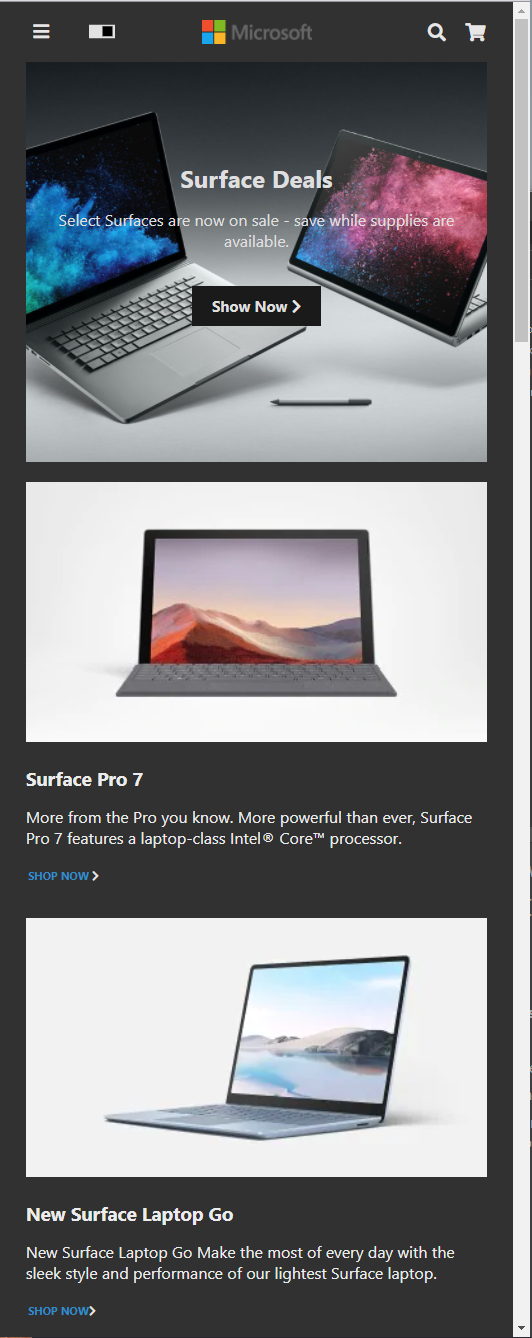 Microsoft
Surface Deals
Select Surfaces are now on sale - save while supplies are
available.
Show Now
Surface Pro 7
More from the Pro you know. More powerful than ever, Surface
Pro 7 features a laptop-class Intel® Core™ processor.
SHOP NOW
New Surface Laptop Go
New Surface Laptop Go Make the most of every day with the
sleek style and performance of our lightest Surface laptop.
SHOP NOW